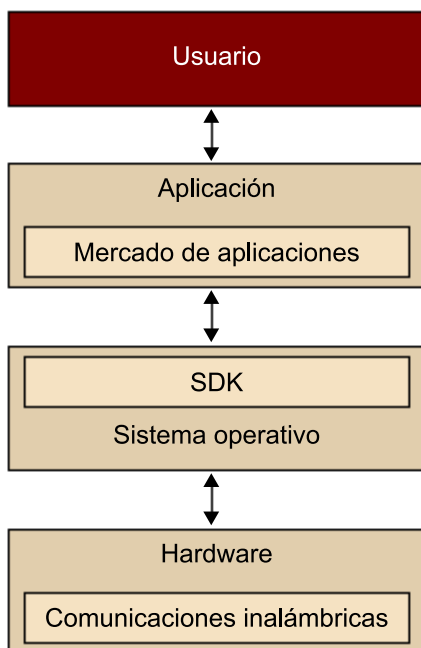 Usuario
Aplicación
Mercado de aplicaciones
SDK
Sistema operativo
Hardware
Comunicaciones inalámbricas